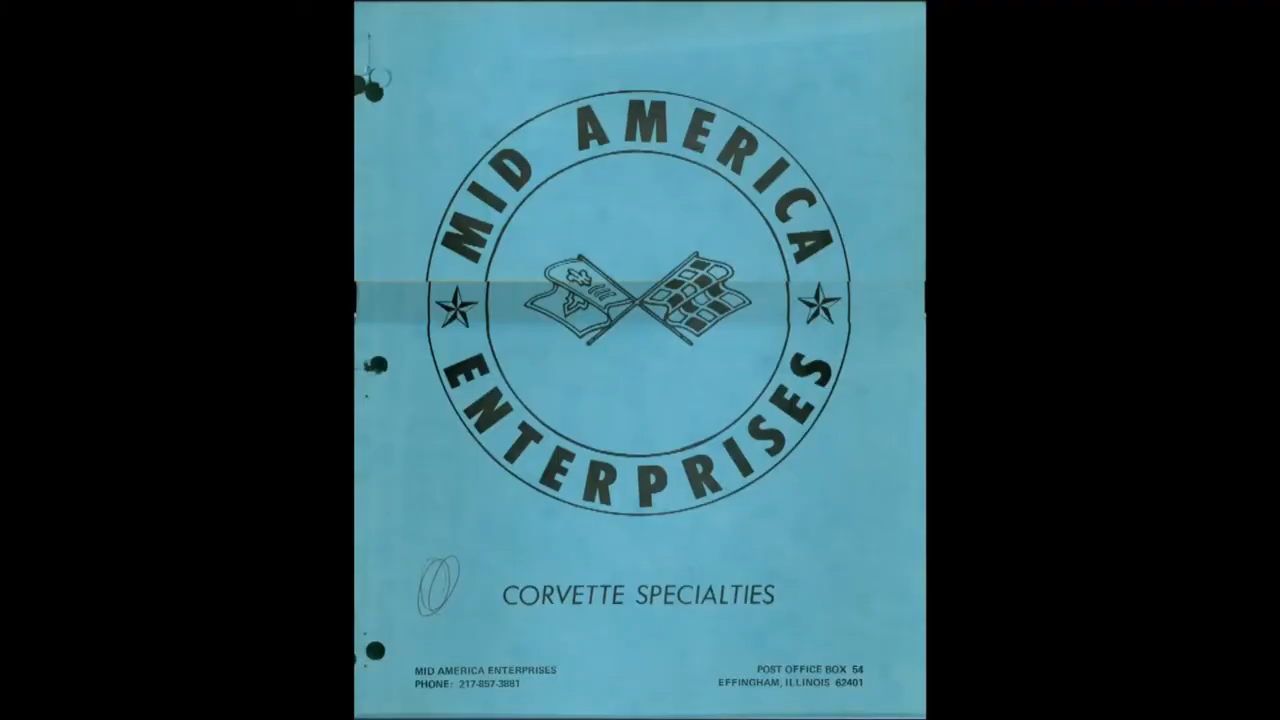 MID AMERICA
ENTERPRISES
CORVETTE SPECIALTIES
MID AMERICA ENTERPRISES
PHONE: 217-857-3881
POST OFFICE BOX 54
EFFINGHAM, ILLINOIS 62401